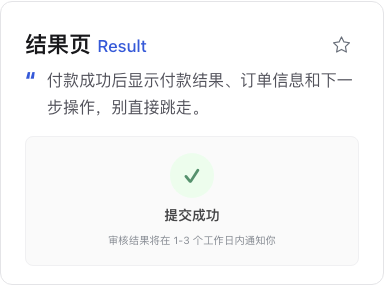 结果页 Result
“ 付款成功后显示付款结果、订单信息和下一
步操作，别直接跳走。
提交成功
审核结果将在 1-3 个工作日内通知你